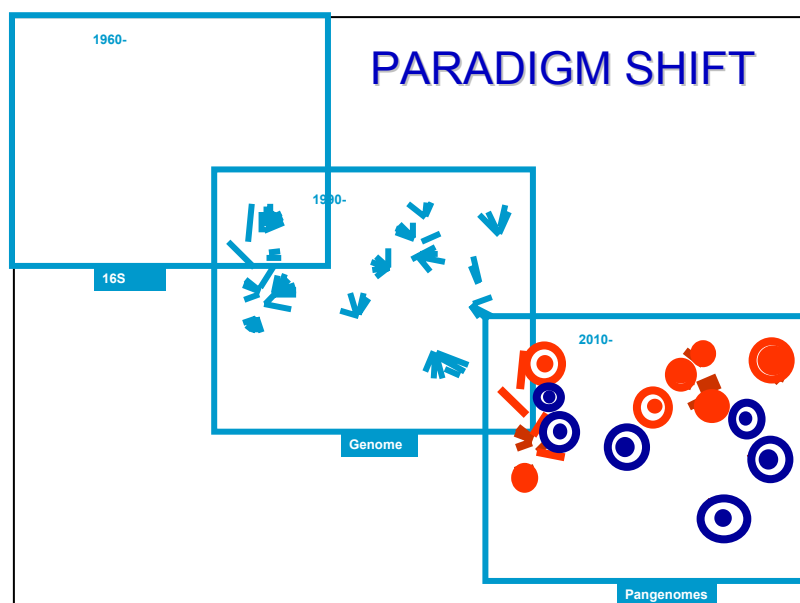 1960-
PARADIGM SHIFT
1990-
16S
2010-
Genome
Pangenomes